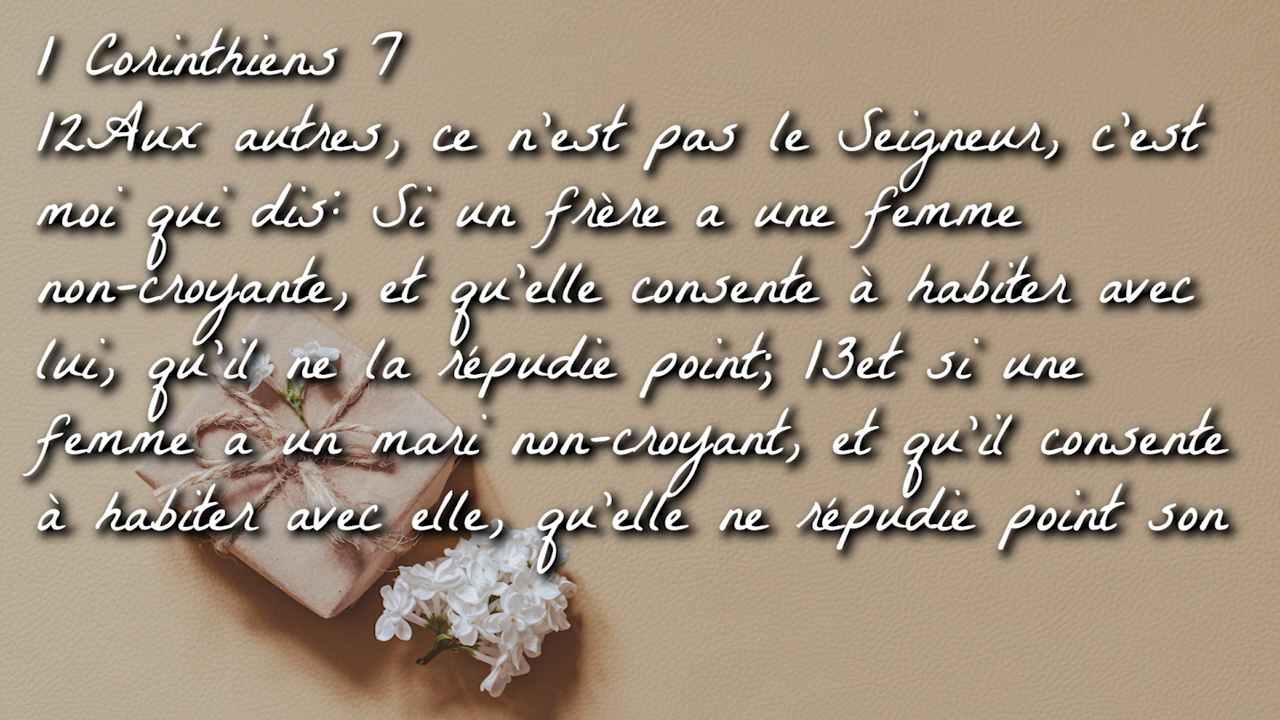 1 Corinthiens 7
12Aux autres, ce n'est pas le Seigneur, c'est
moi qui dis: Si un frère a une femme
non-croyante, et qu'elle consente à habiter avec
lui, qu'il ne la répudie point; 13et si une
femme a un mari non-croyant, et qu'il consente
à habiter avec elle, qu'elle ne répudie point son